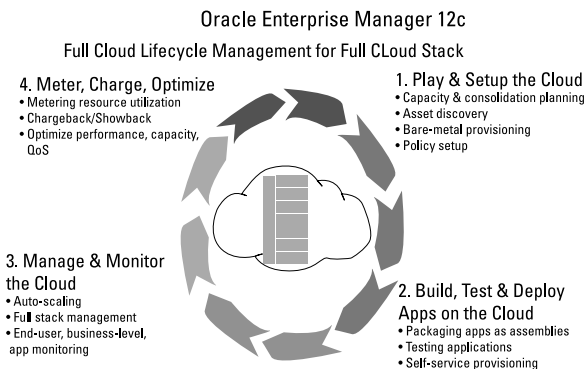 Oracle Enterprise Manager 12c
Full Cloud Lifecycle Management for Full CLoud Stack
1. Play & Setup the Cloud
• Capacity & consolidation planning
• Asset discovery
• Bare-metal provisioning
• Policy setup
2. Build, Test & Deploy
Apps on the Cloud
• Packaging apps as assemblies
• Testing applications
• Self-service provisioning
3. Manage & Monitor
the Cloud
• Auto-scaling
• Full stack management
• End-user, business-level,
app monitoring
4. Meter, Charge, Optimize
• Metering resource utilization
• Chargeback/Showback
• Optimize performance, capacity,
QoS